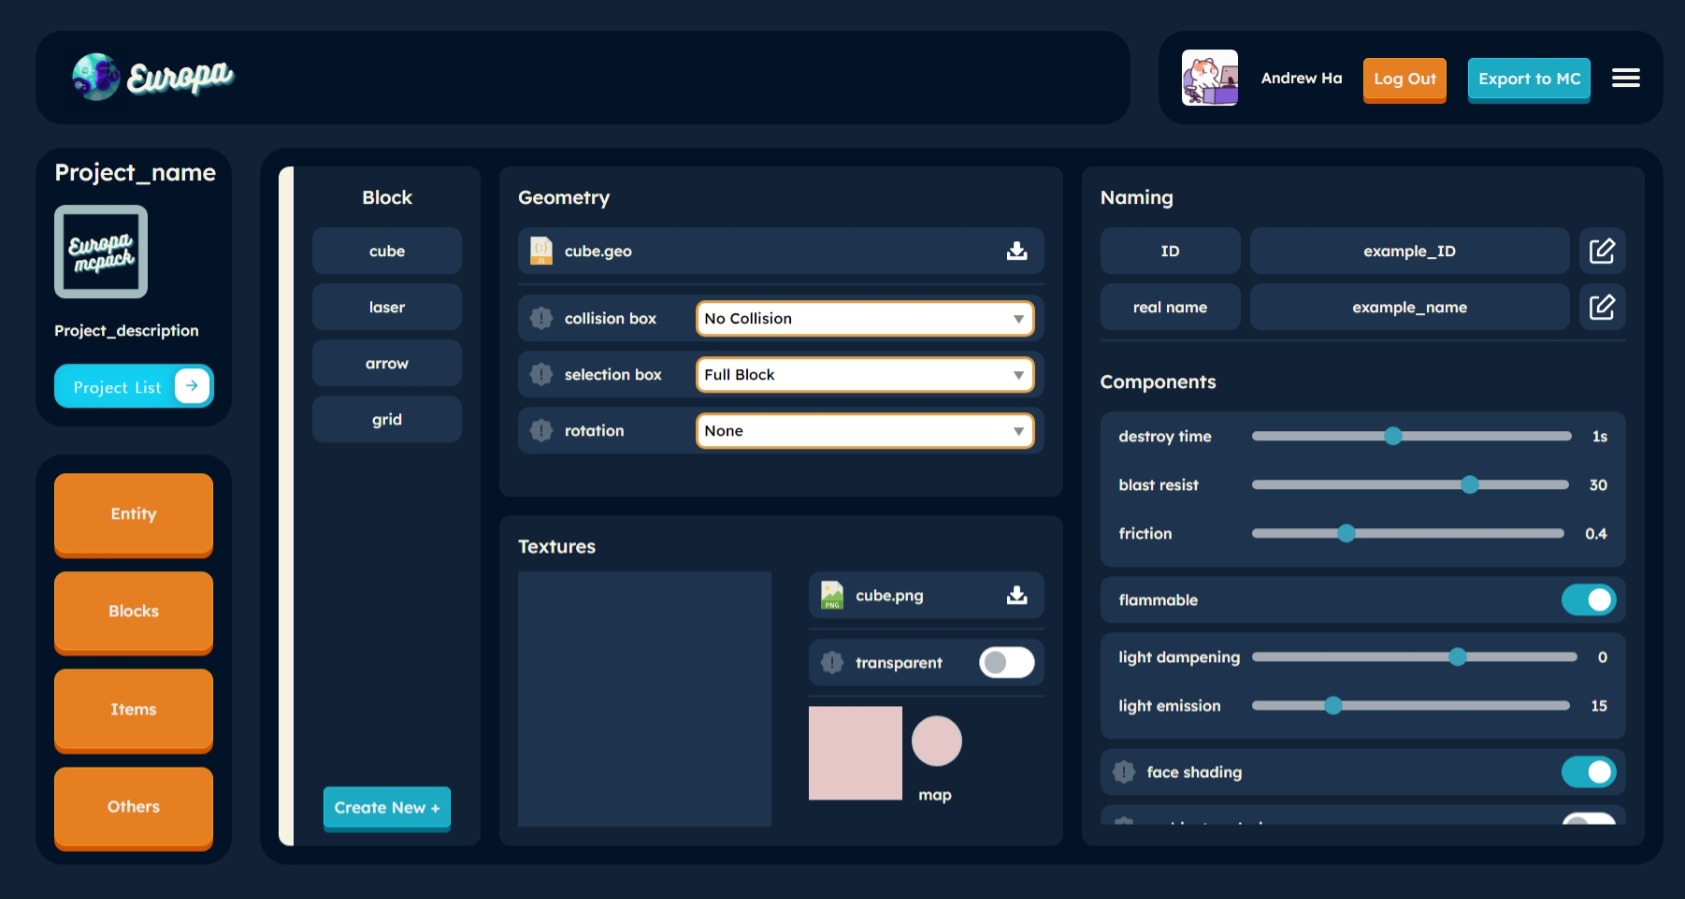 Europa
Andrew Ha
Log Out
Export to MC
Project_name
Europa
mcpack
Project_description
Project List
Entity
Blocks
Items
Others
Block
cube
laser
arrow
grid
Create New +
Geometry
cube.geo
collision box No Collision
selection box Full Block
rotation None
Textures
cube.png
PNG
transparent
map
Naming
ID example_ID
real name example_name
Components
destroy time 1s
blast resist 30
friction 0.4
flammable
light dampening 0
light emission 15
face shading